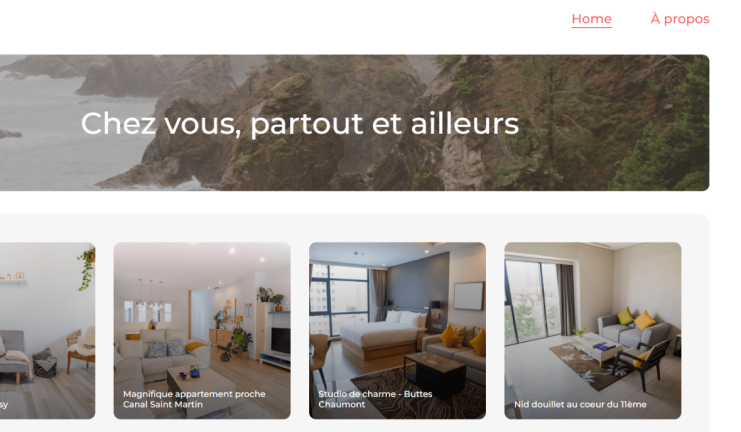 Home
À propos
Chez vous, partout et ailleurs
Magnifique appartement proche
Canal Saint Martin
Studio de charme - Buttes
Chaumont
Nid douillet au coeur du 11ème